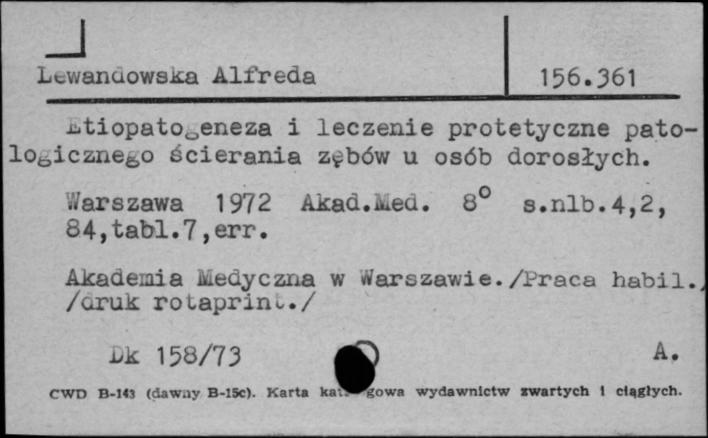 Lewandowska Alfreda 156.361
Etiopatogeneza i leczenie protetyczne pato-
logicznego ścierania zębów u osób dorosłych.
Warszawa 1972 Akad.Med. 8° s.nlb.4,2,
84,tabl.7,err.
Akademia Medyczna w Warszawie./Praca habil./
/druk rotaprint./
Dk 158/73 A.
CWD B-143 (dawny B-15c). Karta katalogowa wydawnictw zwartych i ciągłych.